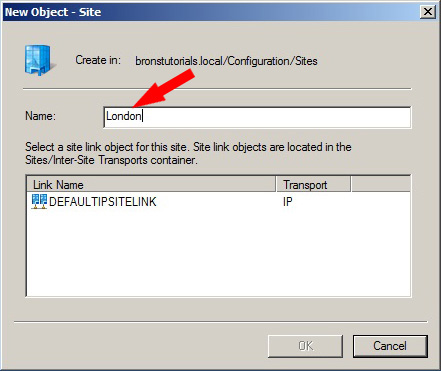 New Object - Site
Create in: bronstutorials.local/Configuration/Sites
Name: London
Select a site link object for this site. Site link objects are located in the
Sites/Inter-Site Transports container.
Link Name Transport
DEFAULTIPSITELINK IP
OK Cancel